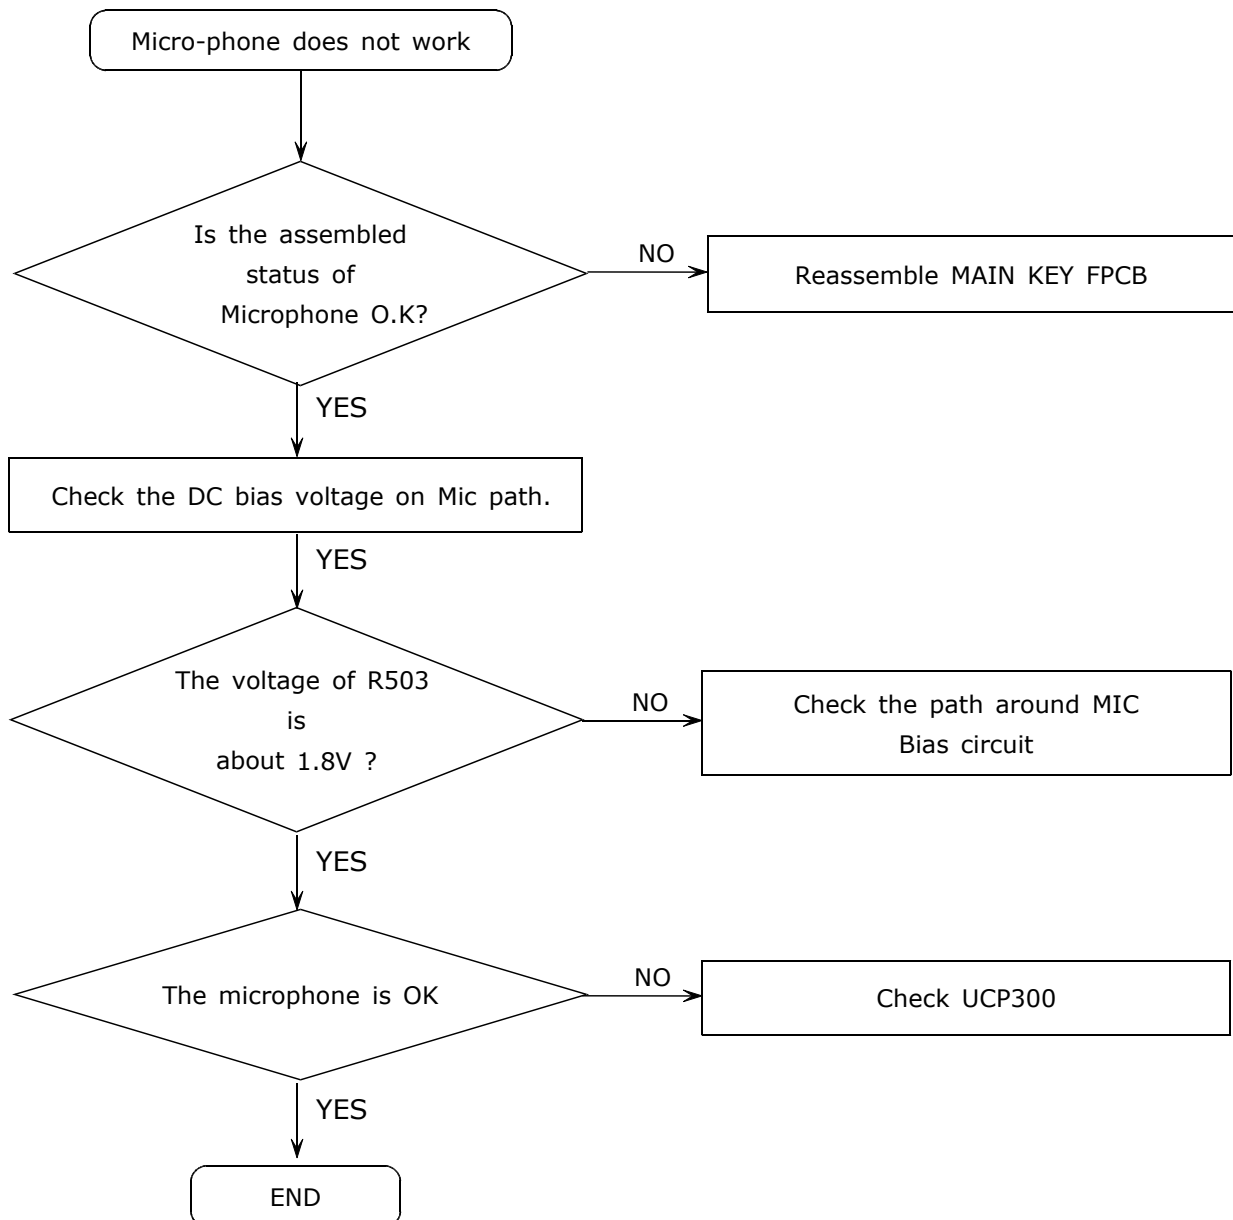 Micro-phone does not work
Is the assembled
status of
Microphone O.K?
NO
Reassemble MAIN KEY FPCB
YES
Check the DC bias voltage on Mic path.
YES
The voltage of R503
is
about 1.8V ?
NO
Check the path around MIC
Bias circuit
YES
The microphone is OK
NO
Check UCP300
YES
END